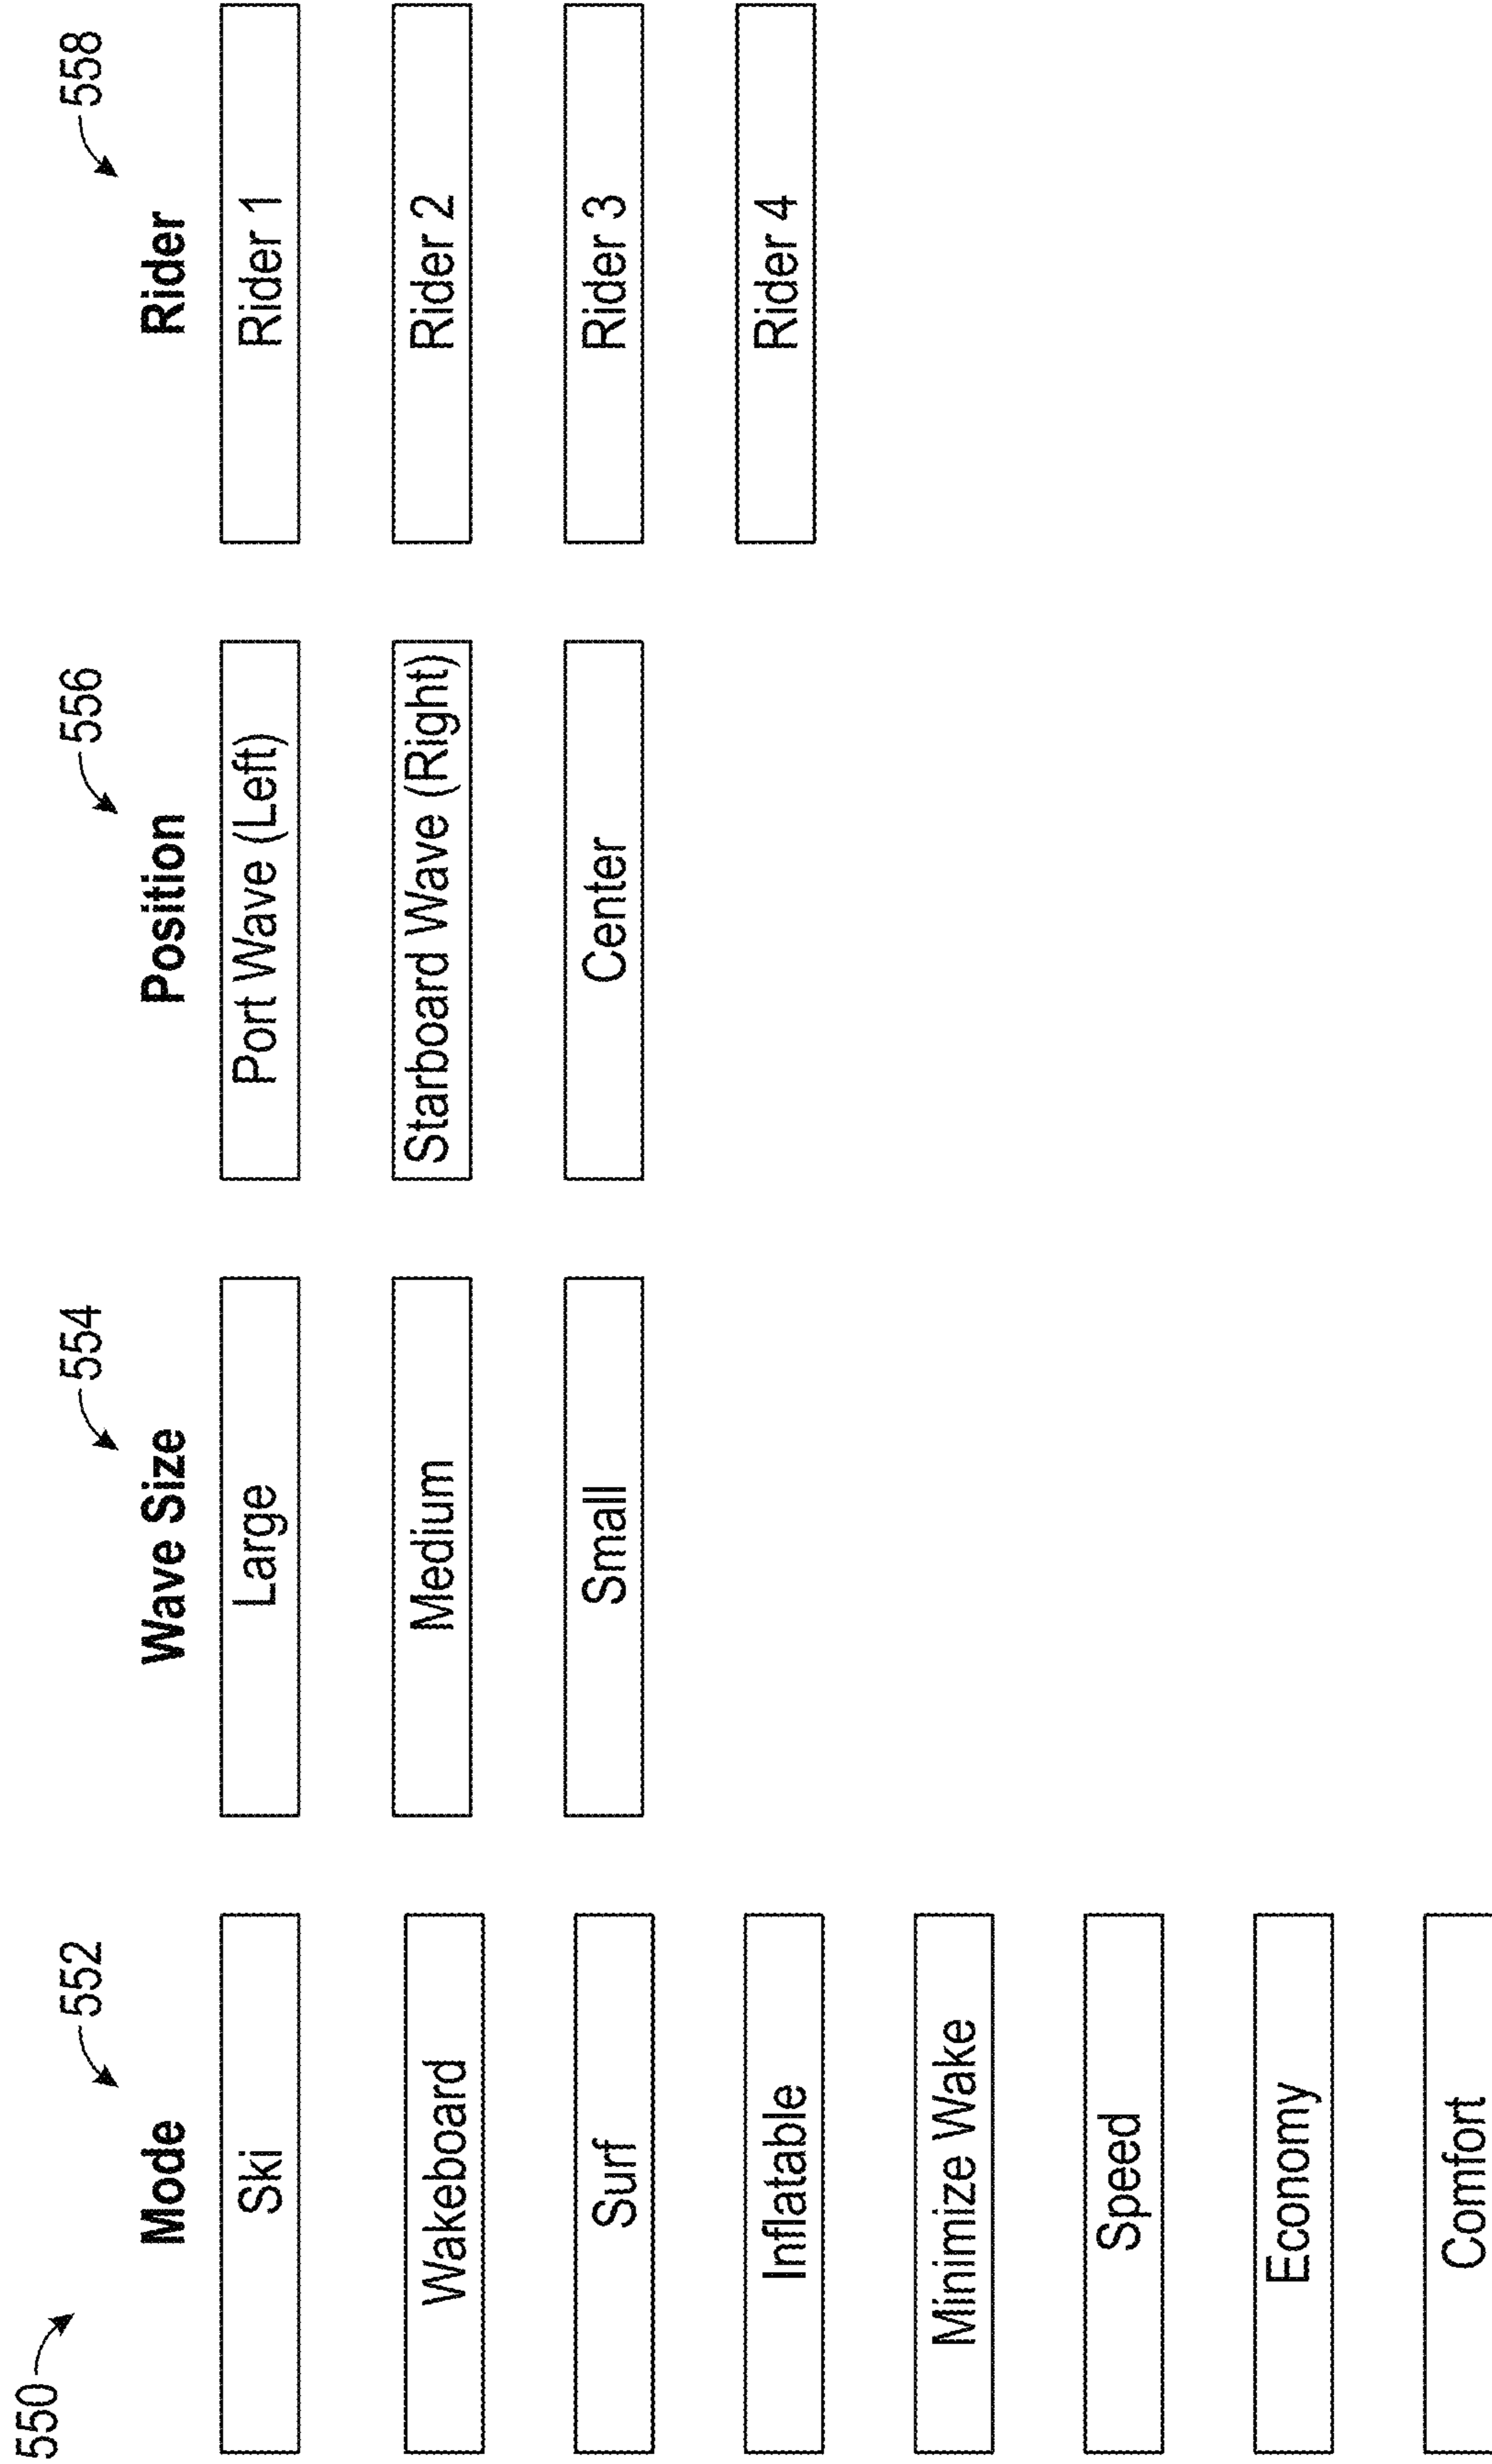 550
552
Mode
Ski
Wakeboard
Surf
Inflatable
Minimize Wake
Speed
Economy
Comfort
554
Wave Size
Large
Medium
Small
556
Position
Port Wave (Left)
Starboard Wave (Right)
Center
558
Rider
Rider 1
Rider 2
Rider 3
Rider 4